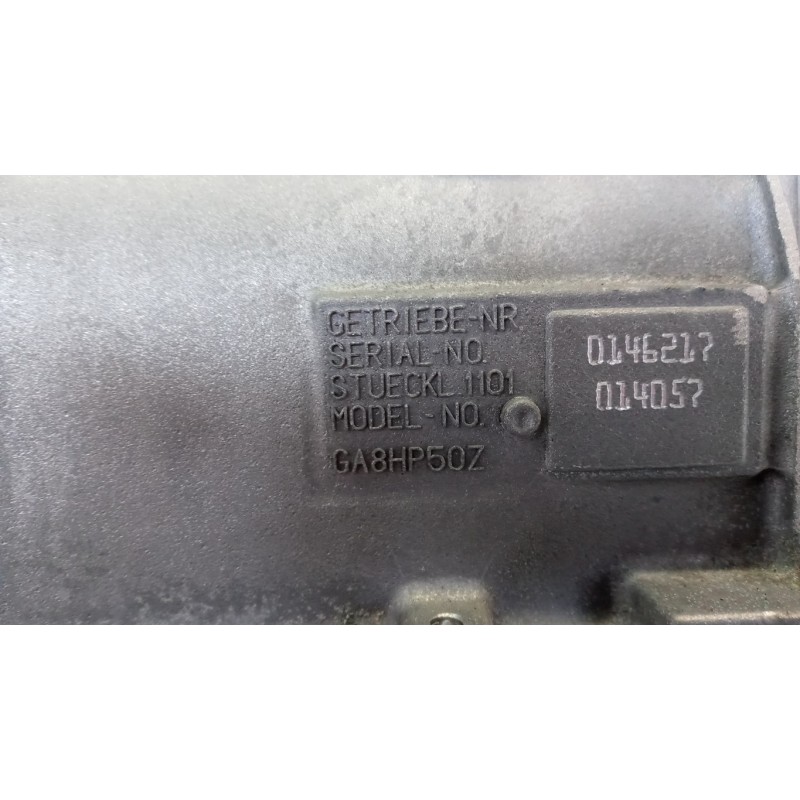 GETRIEBE-NR
SERIAL-NO.
STUECKL.1101
MODEL-NO.
GA8HP50Z
0146217
014057